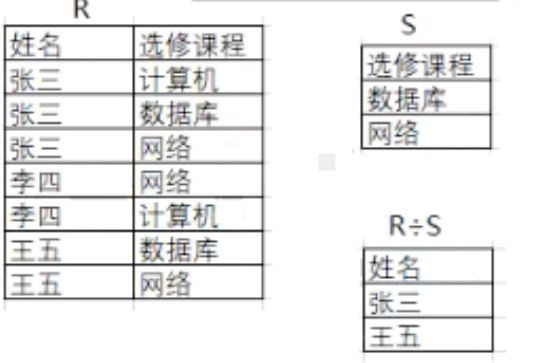 R
姓名 选修课程
张三 计算机
张三 数据库
张三 网络
李四 网络
李四 计算机
王五 数据库
王五 网络
S
选修课程
数据库
网络
R÷S
姓名
张三
王五